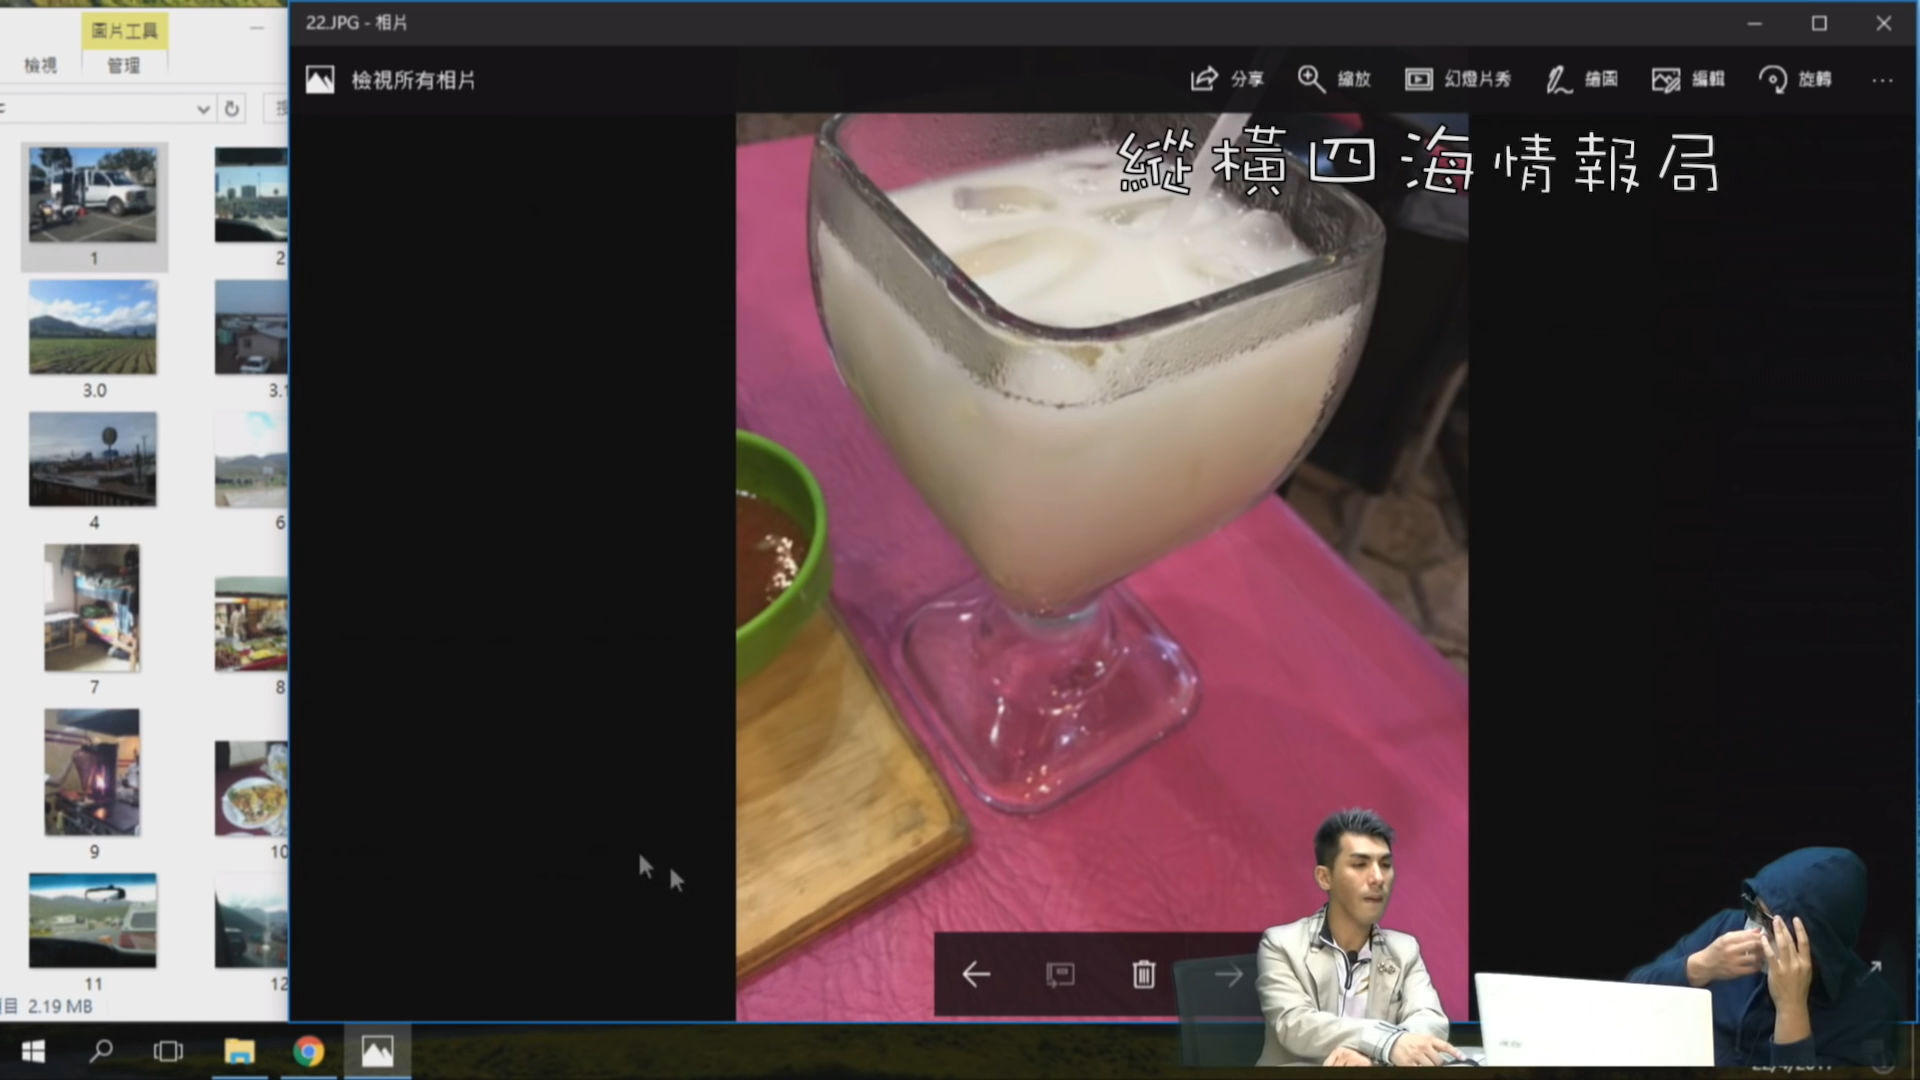 圖片工具
22.JPG - 相片
檢視
管理
檢視所有相片
分享
縮放
幻燈片秀
繪圖
編輯
旋轉
縱橫四海情報局
1
2
3.0
3.1
4
6
7
8
9
10
11
12
2.19 MB